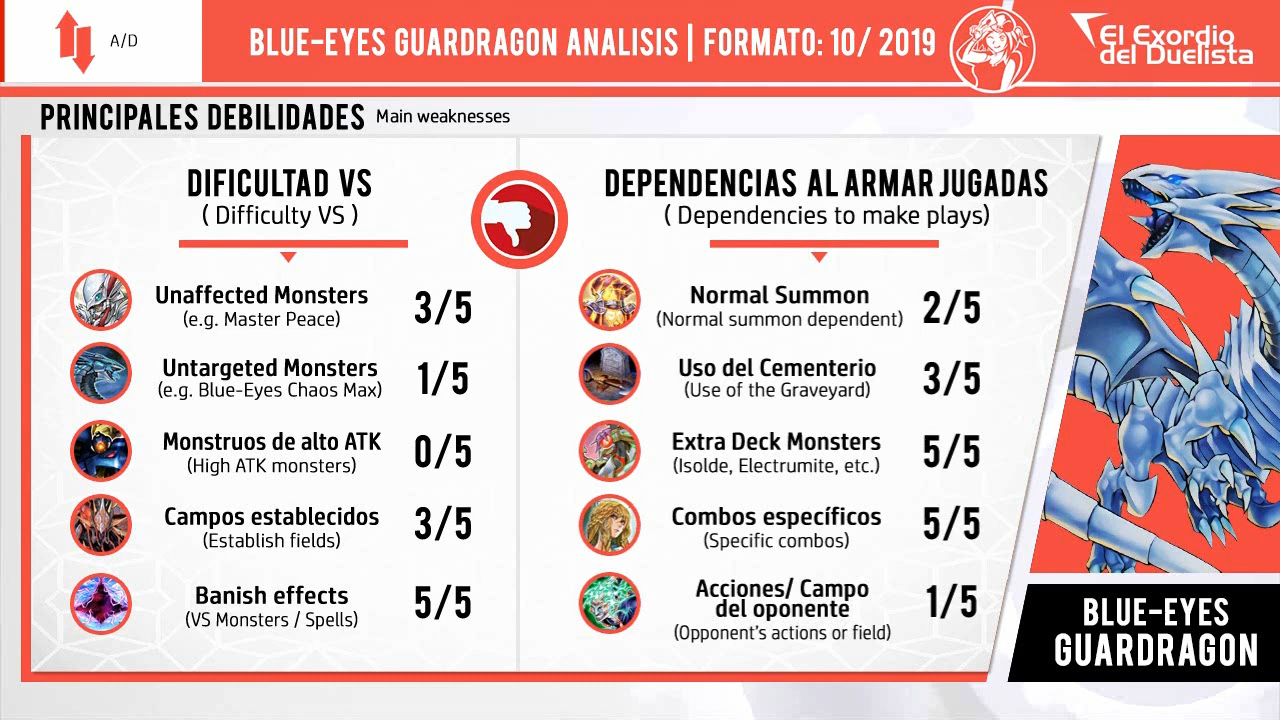 A/D
BLUE-EYES GUARDRAGON ANALISIS | FORMATO: 10/ 2019
El Exordio
del Duelista
PRINCIPALES DEBILIDADES Main weaknesses
DIFICULTAD VS
( Difficulty VS )
Unaffected Monsters 3/5
(e.g. Master Peace)
Untargeted Monsters 1/5
(e.g. Blue-Eyes Chaos Max)
Monstruos de alto ATK 0/5
(High ATK monsters)
Campos establecidos 3/5
(Establish fields)
Banish effects 5/5
(VS Monsters / Spells)
DEPENDENCIAS AL ARMAR JUGADAS
( Dependencies to make plays)
Normal Summon 2/5
(Normal summon dependent)
Uso del Cementerio 3/5
(Use of the Graveyard)
Extra Deck Monsters 5/5
(Isolde, Electrumite, etc.)
Combos específicos 5/5
(Specific combos)
Acciones/ Campo
del oponente 1/5
(Opponent's actions or field)
BLUE-EYES
GUARDRAGON